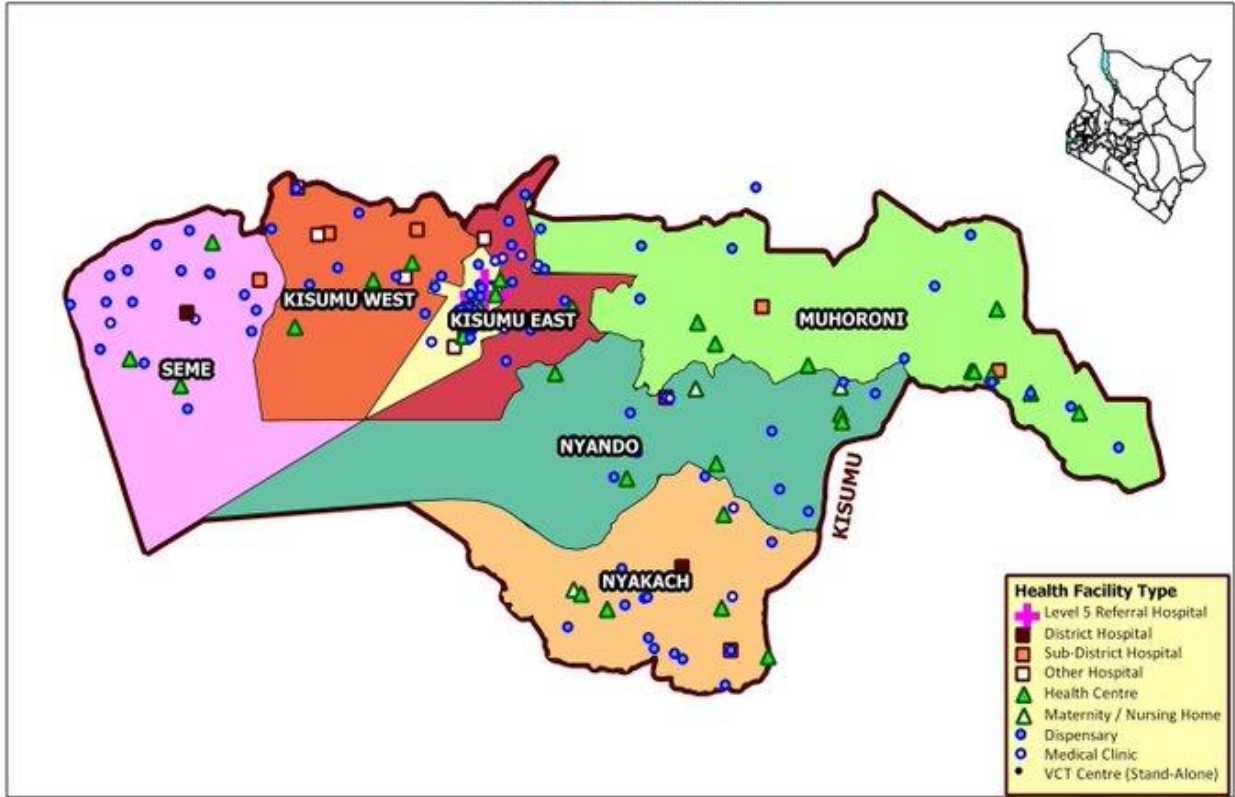 KISUMU WEST
KISUMU EAST
MUHORONI
SEME
NYANDO
KISUMU
NYAKACH
Health Facility Type
Level 5 Referral Hospital
District Hospital
Sub-District Hospital
Other Hospital
Health Centre
Maternity / Nursing Home
Dispensary
Medical Clinic
VCT Centre (Stand-Alone)